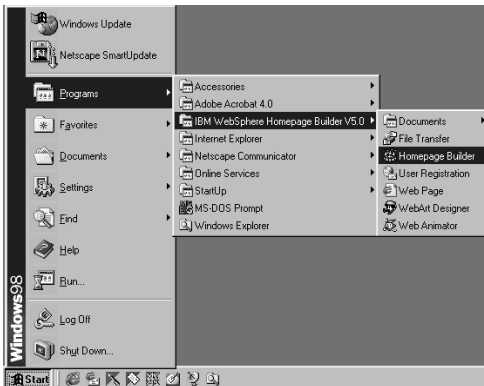 Windows Update
Netscape SmartUpdate
Programs
Favorites
Documents
Settings
Find
Help
Run...
Log Off
Shut Down...
Windows98
Start
Accessories
Adobe Acrobat 4.0
IBM WebSphere Homepage Builder V5.0
Internet Explorer
Netscape Communicator
Online Services
StartUp
MS-DOS Prompt
Windows Explorer
Documents
File Transfer
Homepage Builder
User Registration
Web Page
WebArt Designer
Web Animator